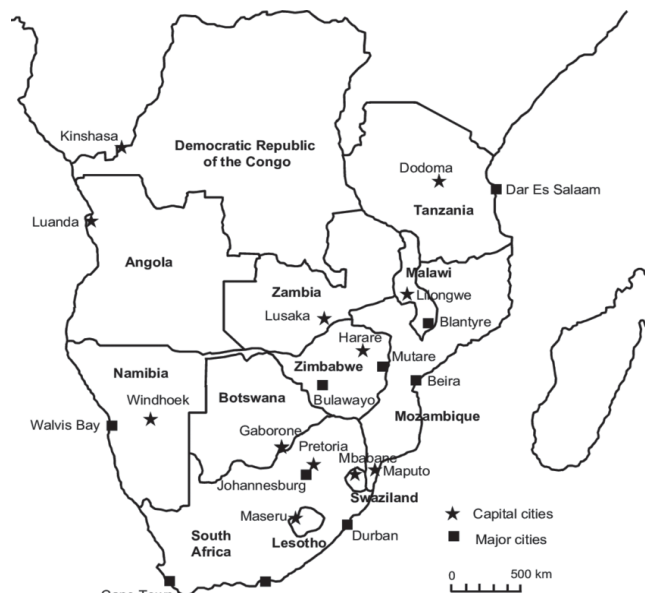 Kinshasa
Democratic Republic
of the Congo
Dodoma
Dar Es Salaam
Tanzania
Luanda
Angola
Malawi
Lilongwe
Zambia
Lusaka
Blantyre
Harare
Mutare
Zimbabwe
Namibia
Beira
Bulawayo
Botswana
Windhoek
Mozambique
Walvis Bay
Gaborone
Pretoria
Mbabane
Maputo
Johannesburg
Swaziland
Maseru
Capital cities
South
Africa
Lesotho
Durban
Major cities
0 500 km
Cape Town